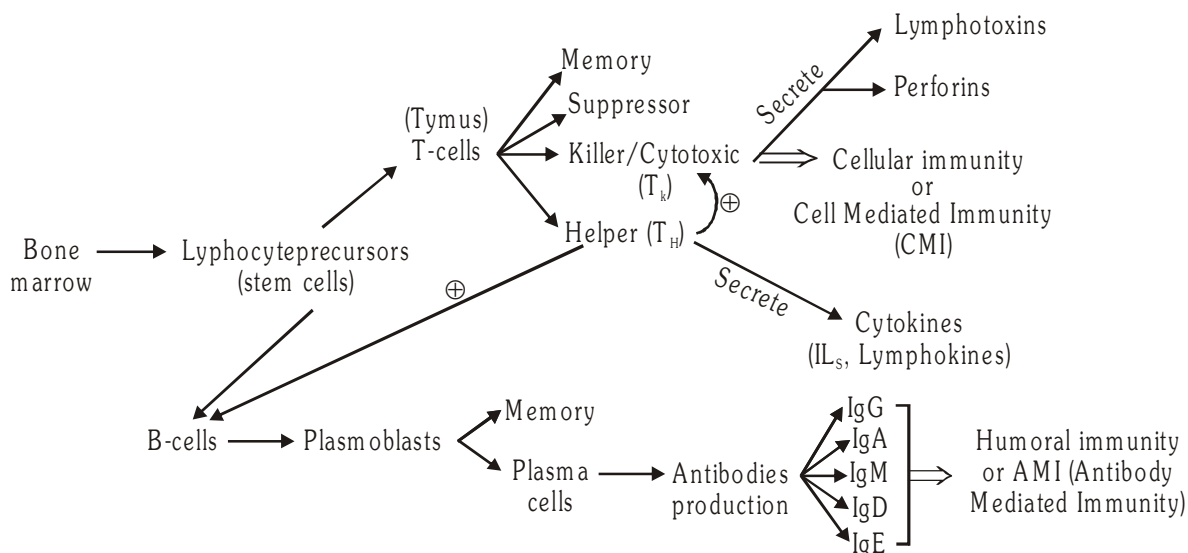 Lymphotoxins
Secrete
Perforins
Memory
Suppressor
(Tymus)
T-cells
Killer/Cytotoxic
(Tk)
Cellular immunity
or
Cell Mediated Immunity
(CMI)
⊕
Helper (TH)
Bone
marrow
Lyphocyteprecursors
(stem cells)
⊕
Secrete
Cytokines
(ILS, Lymphokines)
B-cells
Plasmoblasts
Memory
Plasma
cells
Antibodies
production
IgG
IgA
IgM
IgD
IgE
Humoral immunity
or AMI (Antibody
Mediated Immunity)